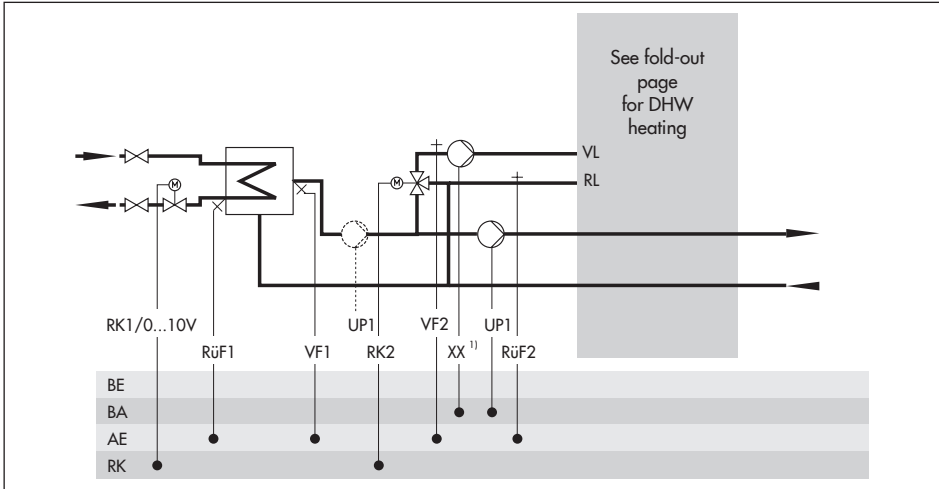 See fold-out
page
for DHW
heating
VL
RL
M
M
RK1/0...10V
UP1
VF2
UP1
RüF1
VF1
RK2
XX 1)
RüF2
BE
BA
AE
RK